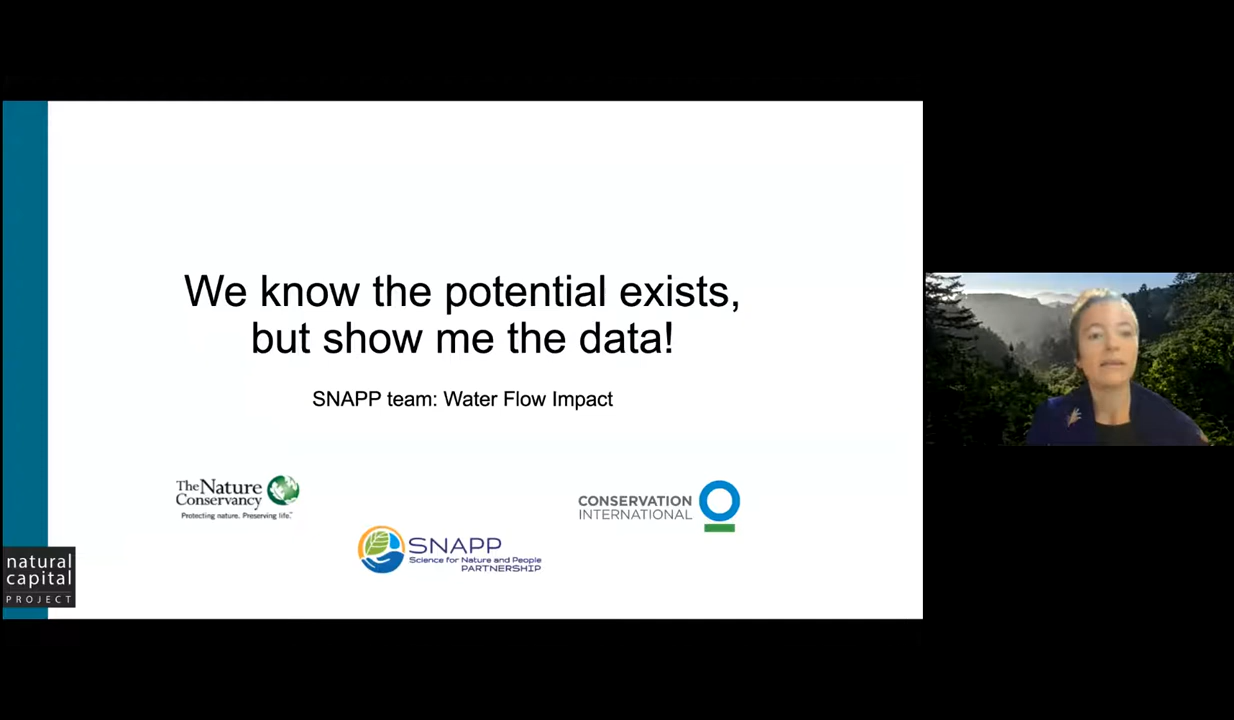 We know the potential exists,
but show me the data!
SNAPP team: Water Flow Impact
The Nature
Conservancy
Protecting nature. Preserving life.™
CONSERVATION
INTERNATIONAL
SNAPP
Science for Nature and People
PARTNERSHIP
natural
capital
PROJECT